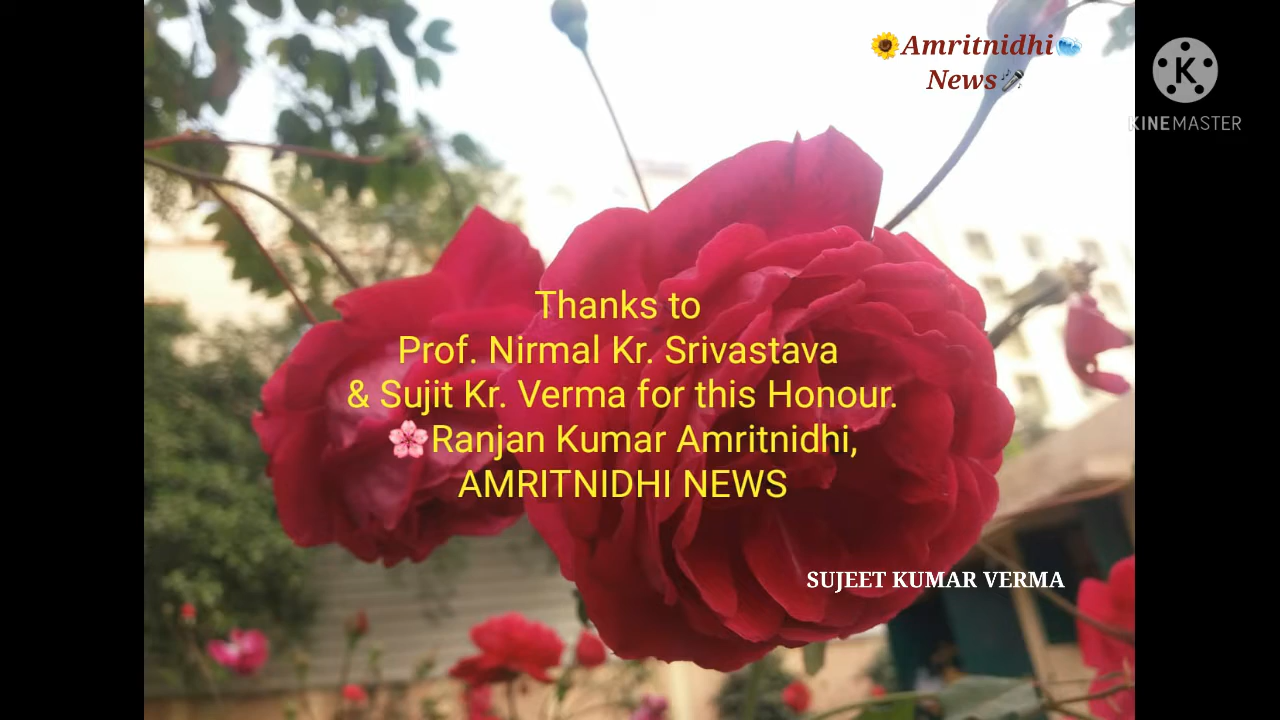 🌻Amritnidhi🌊
News🎤
KINEMASTER
Thanks to
Prof. Nirmal Kr. Srivastava
& Sujit Kr. Verma for this Honour.
🌸Ranjan Kumar Amritnidhi,
AMRITNIDHI NEWS
SUJEET KUMAR VERMA